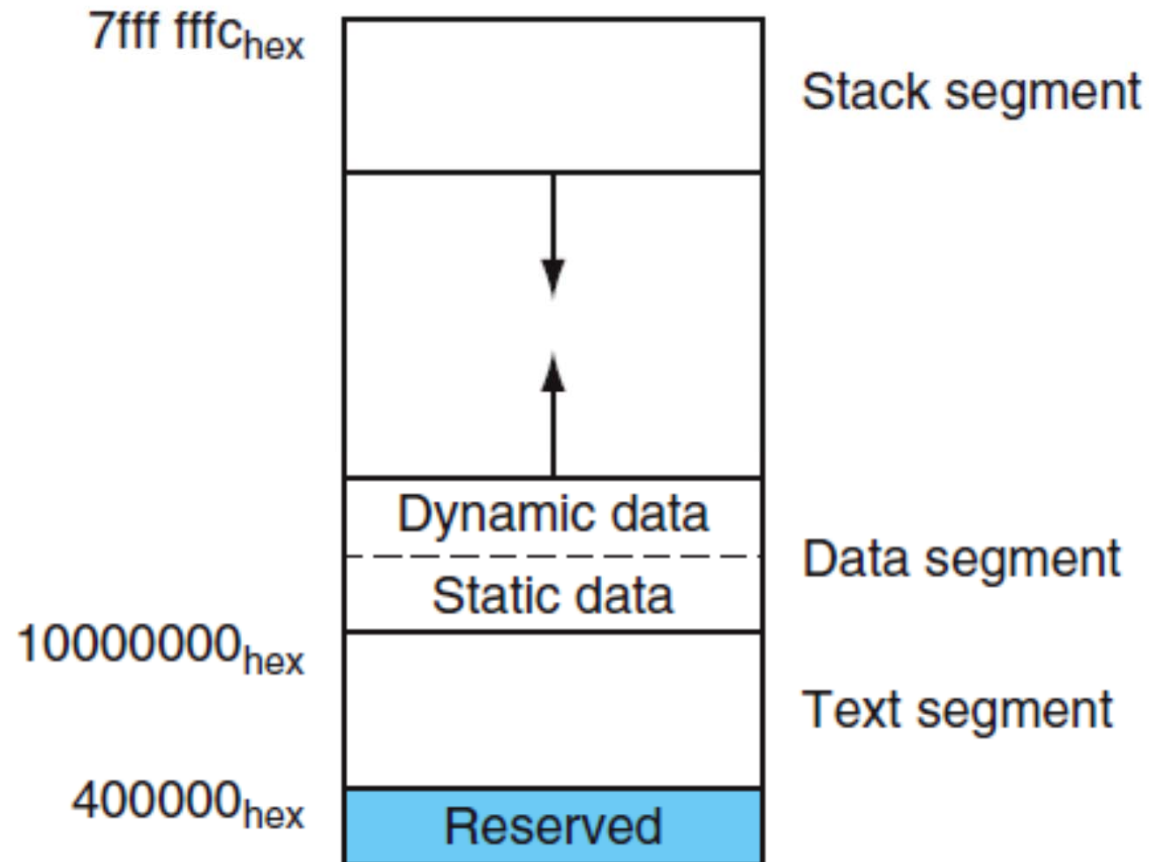 7fff fffchex
Stack segment
Dynamic data
Data segment
Static data
10000000hex
Text segment
400000hex
Reserved